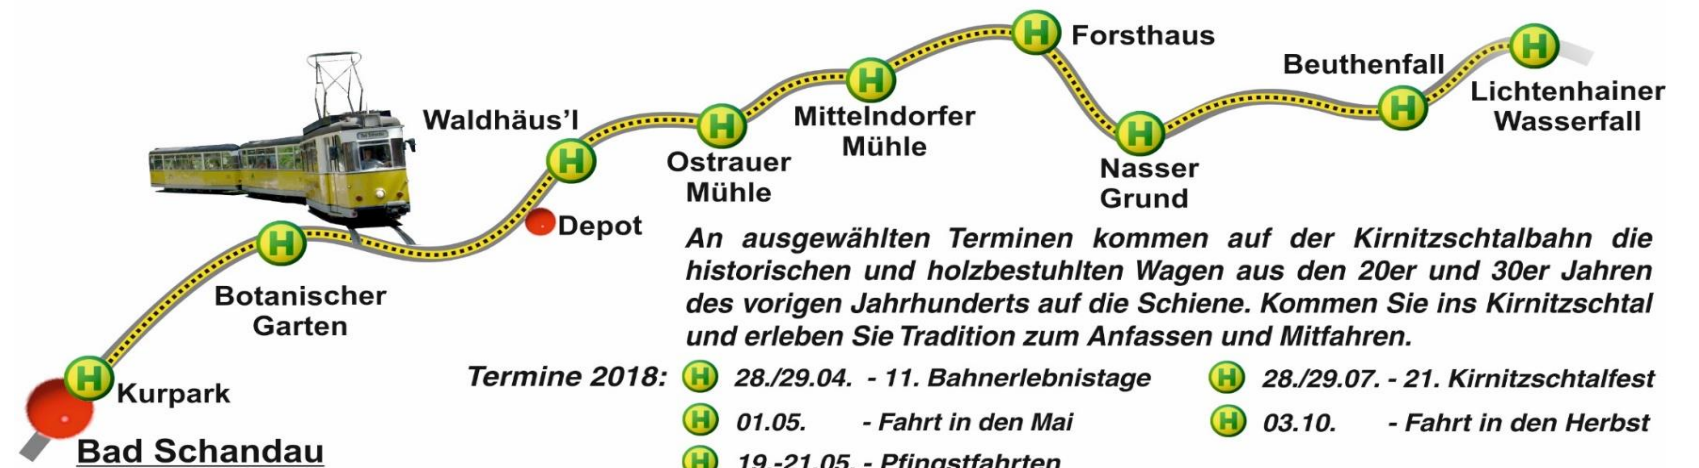 Forsthaus
Beuthenfall
Lichtenhainer
Wasserfall
Waldhäus'l
Mittelndorfer
Mühle
Ostrauer
Mühle
Nasser
Grund
Depot
Botanischer
Garten
Kurpark
Bad Schandau
An ausgewählten Terminen kommen auf der Kirnitzschtalbahn die
historischen und holzbestuhlten Wagen aus den 20er und 30er Jahren
des vorigen Jahrhunderts auf die Schiene. Kommen Sie ins Kirnitzschtal
und erleben Sie Tradition zum Anfassen und Mitfahren.
Termine 2018: H 28./29.04. - 11. Bahnerlebnistage
H 01.05. - Fahrt in den Mai
H 19.-21.05. - Pfingstfahrten
H 28./29.07. - 21. Kirnitzschtalfest
H 03.10. - Fahrt in den Herbst